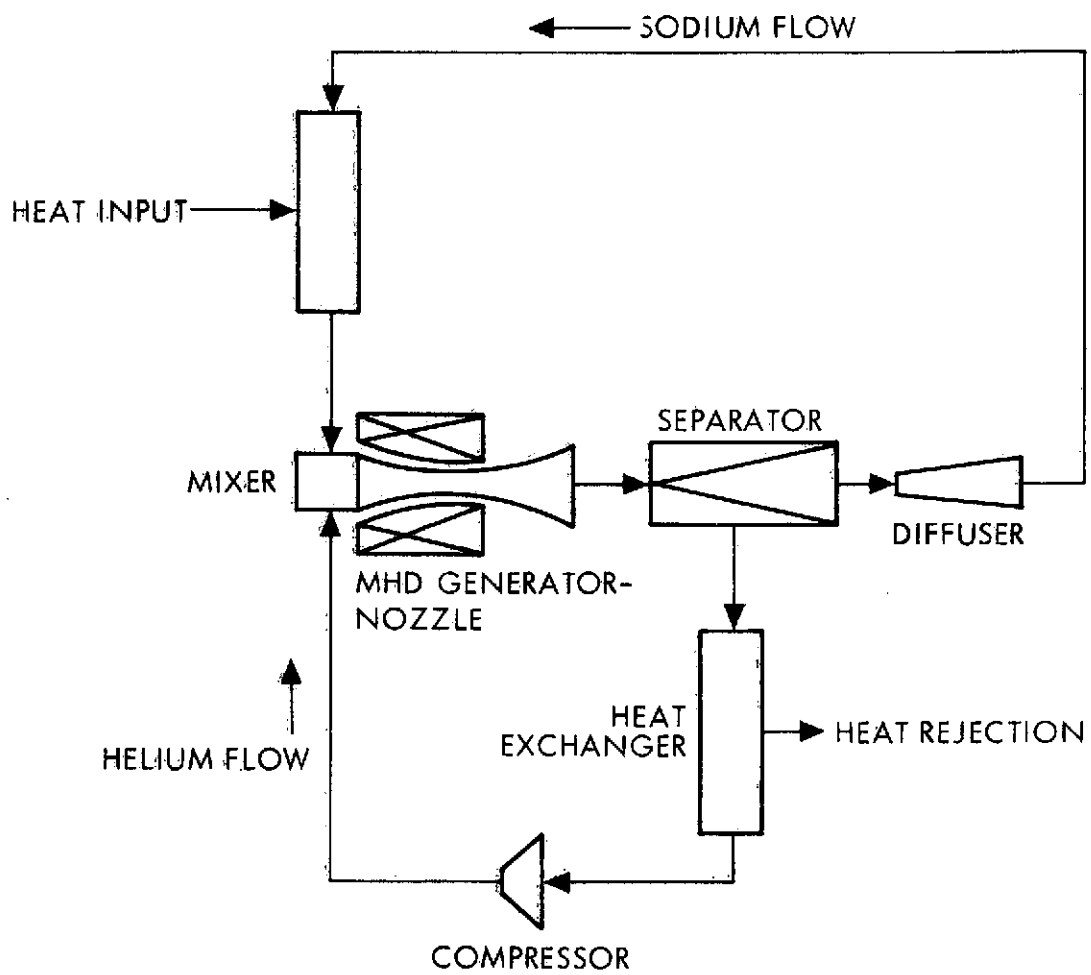 SODIUM FLOW
HEAT INPUT
SEPARATOR
MIXER
DIFFUSER
MHD GENERATOR-
NOZZLE
HEAT
EXCHANGER
HEAT REJECTION
HELIUM FLOW
COMPRESSOR